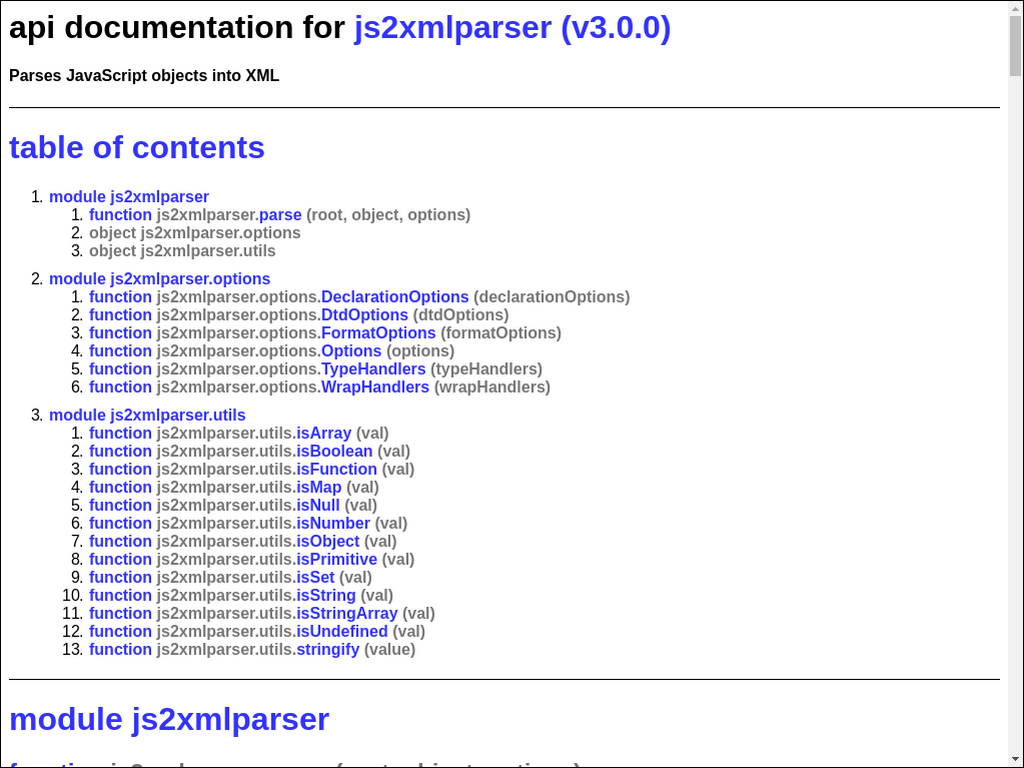 api documentation for js2xmlparser (v3.0.0)
Parses JavaScript objects into XML
table of contents
1. module js2xmlparser
1. function js2xmlparser.parse (root, object, options)
2. object js2xmlparser.options
3. object js2xmlparser.utils
2. module js2xmlparser.options
1. function js2xmlparser.options.DeclarationOptions (declarationOptions)
2. function js2xmlparser.options.DtdOptions (dtdOptions)
3. function js2xmlparser.options.FormatOptions (formatOptions)
4. function js2xmlparser.options.Options (options)
5. function js2xmlparser.options.TypeHandlers (typeHandlers)
6. function js2xmlparser.options.WrapHandlers (wrapHandlers)
3. module js2xmlparser.utils
1. function js2xmlparser.utils.isArray (val)
2. function js2xmlparser.utils.isBoolean (val)
3. function js2xmlparser.utils.isFunction (val)
4. function js2xmlparser.utils.isMap (val)
5. function js2xmlparser.utils.isNull (val)
6. function js2xmlparser.utils.isNumber (val)
7. function js2xmlparser.utils.isObject (val)
8. function js2xmlparser.utils.isPrimitive (val)
9. function js2xmlparser.utils.isSet (val)
10. function js2xmlparser.utils.isString (val)
11. function js2xmlparser.utils.isStringArray (val)
12. function js2xmlparser.utils.isUndefined (val)
13. function js2xmlparser.utils.stringify (value)
module js2xmlparser